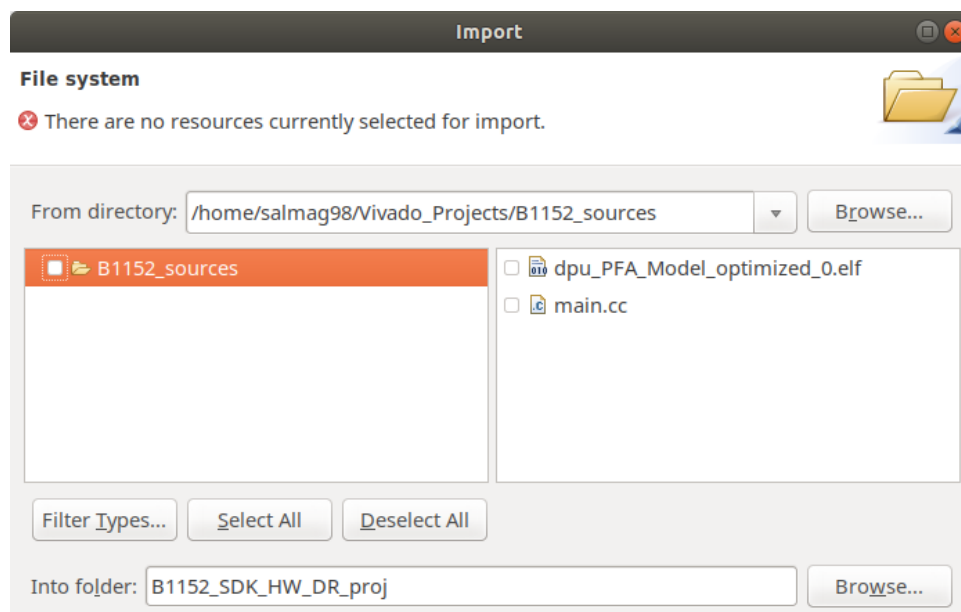 Import
File system
There are no resources currently selected for import.
From directory: /home/salmag98/Vivado_Projects/B1152_sources Browse...
B1152_sources
dpu_PFA_Model_optimized_0.elf
main.cc
Filter Types... Select All Deselect All
Into folder: B1152_SDK_HW_DR_proj Browse...